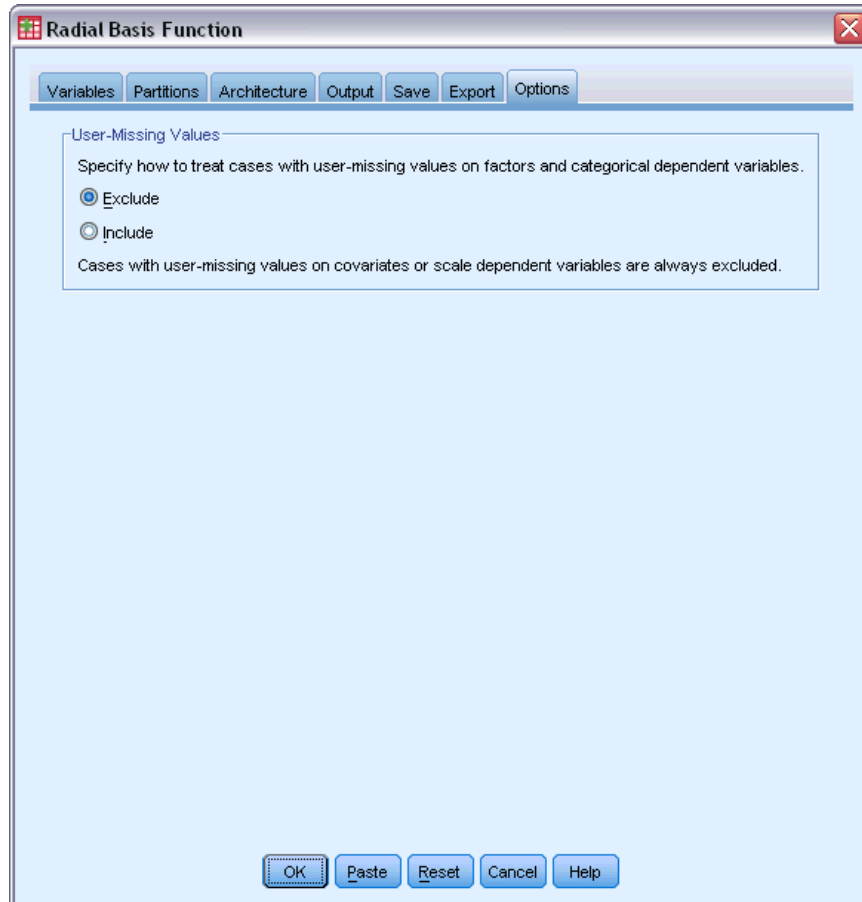 Radial Basis Function
Variables Partitions Architecture Output Save Export Options
User-Missing Values
Specify how to treat cases with user-missing values on factors and categorical dependent variables.
Exclude
Include
Cases with user-missing values on covariates or scale dependent variables are always excluded.
OK Paste Reset Cancel Help